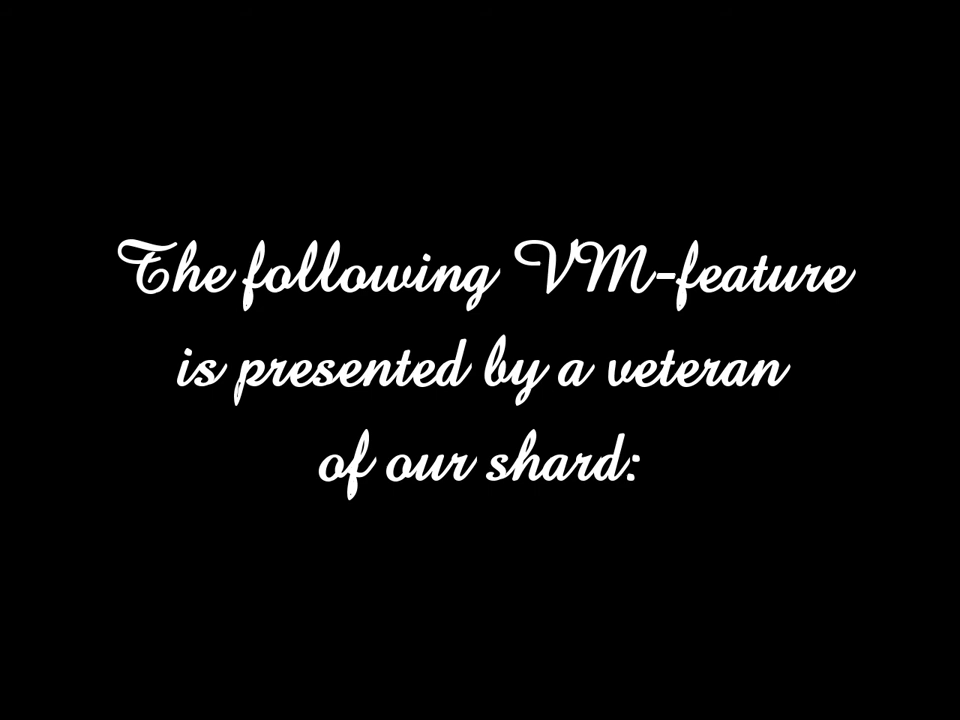 The following VM-feature
is presented by a veteran
of our shard: